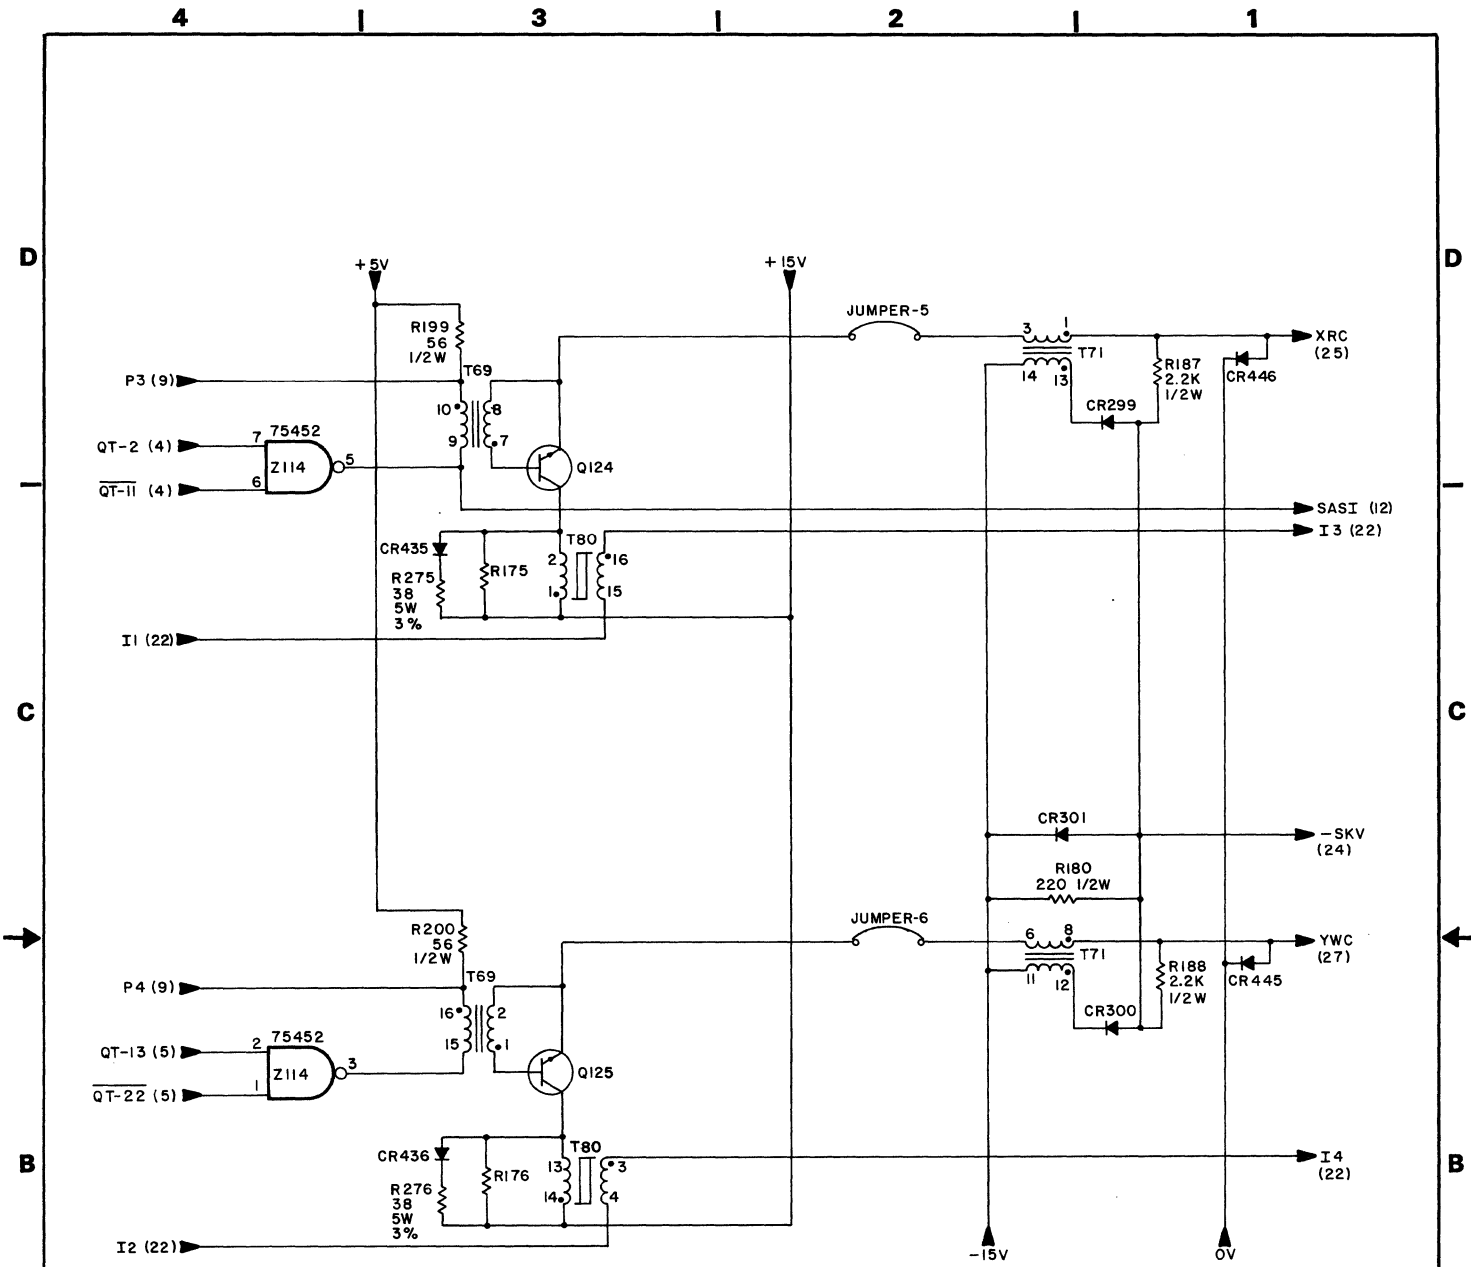 4 3 2 1
D D
+5V
+15V
JUMPER-5
R199
56
1/2W
3 1
XRC
(25)
T71
P3 (9)
T69
14 13
R187
2.2K
1/2W
CR446
10 8
CR299
QT-2 (4)
7
75452
9 7
Z114
5
Q124
QT-11 (4)
6
SASI (12)
I3 (22)
CR435
T80
2 16
R175
R275
38
5W
3%
1 15
I1 (22)
C C
CR301
-SKV
(24)
R180
220 1/2W
JUMPER-6
R200
56
1/2W
6 8
YWC
(27)
T71
P4 (9)
T69
11 12
R188
2.2K
1/2W
CR445
16 2
CR300
75452
15 1
QT-13 (5)
2
3
Z114
Q125
QT-22 (5)
1
CR436
T80
B B
13 3
I4
(22)
R176
R276
38
5W
3%
14 4
I2 (22)
-15V
0V